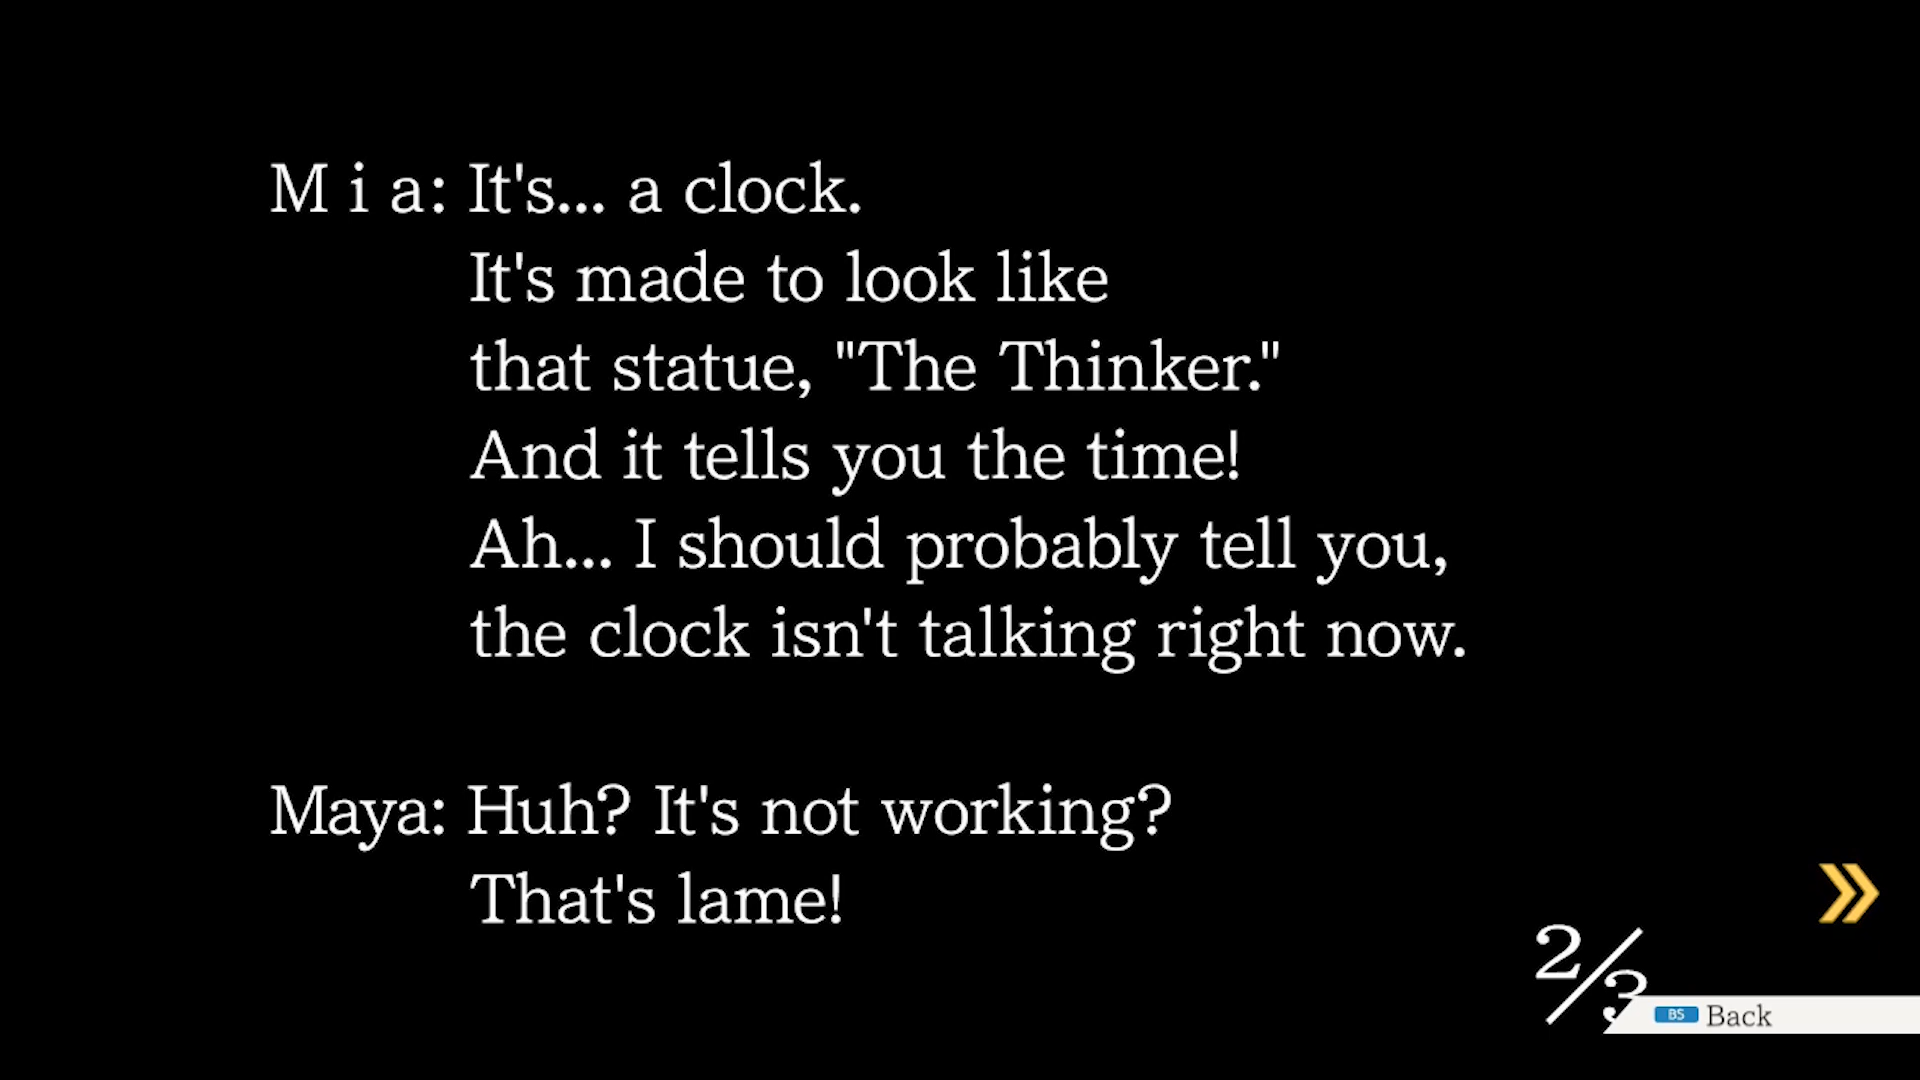 M i a: It's... a clock.
It's made to look like
that statue, "The Thinker."
And it tells you the time!
Ah... I should probably tell you,
the clock isn't talking right now.
Maya: Huh? It's not working?
That's lame!
2/3
BS Back